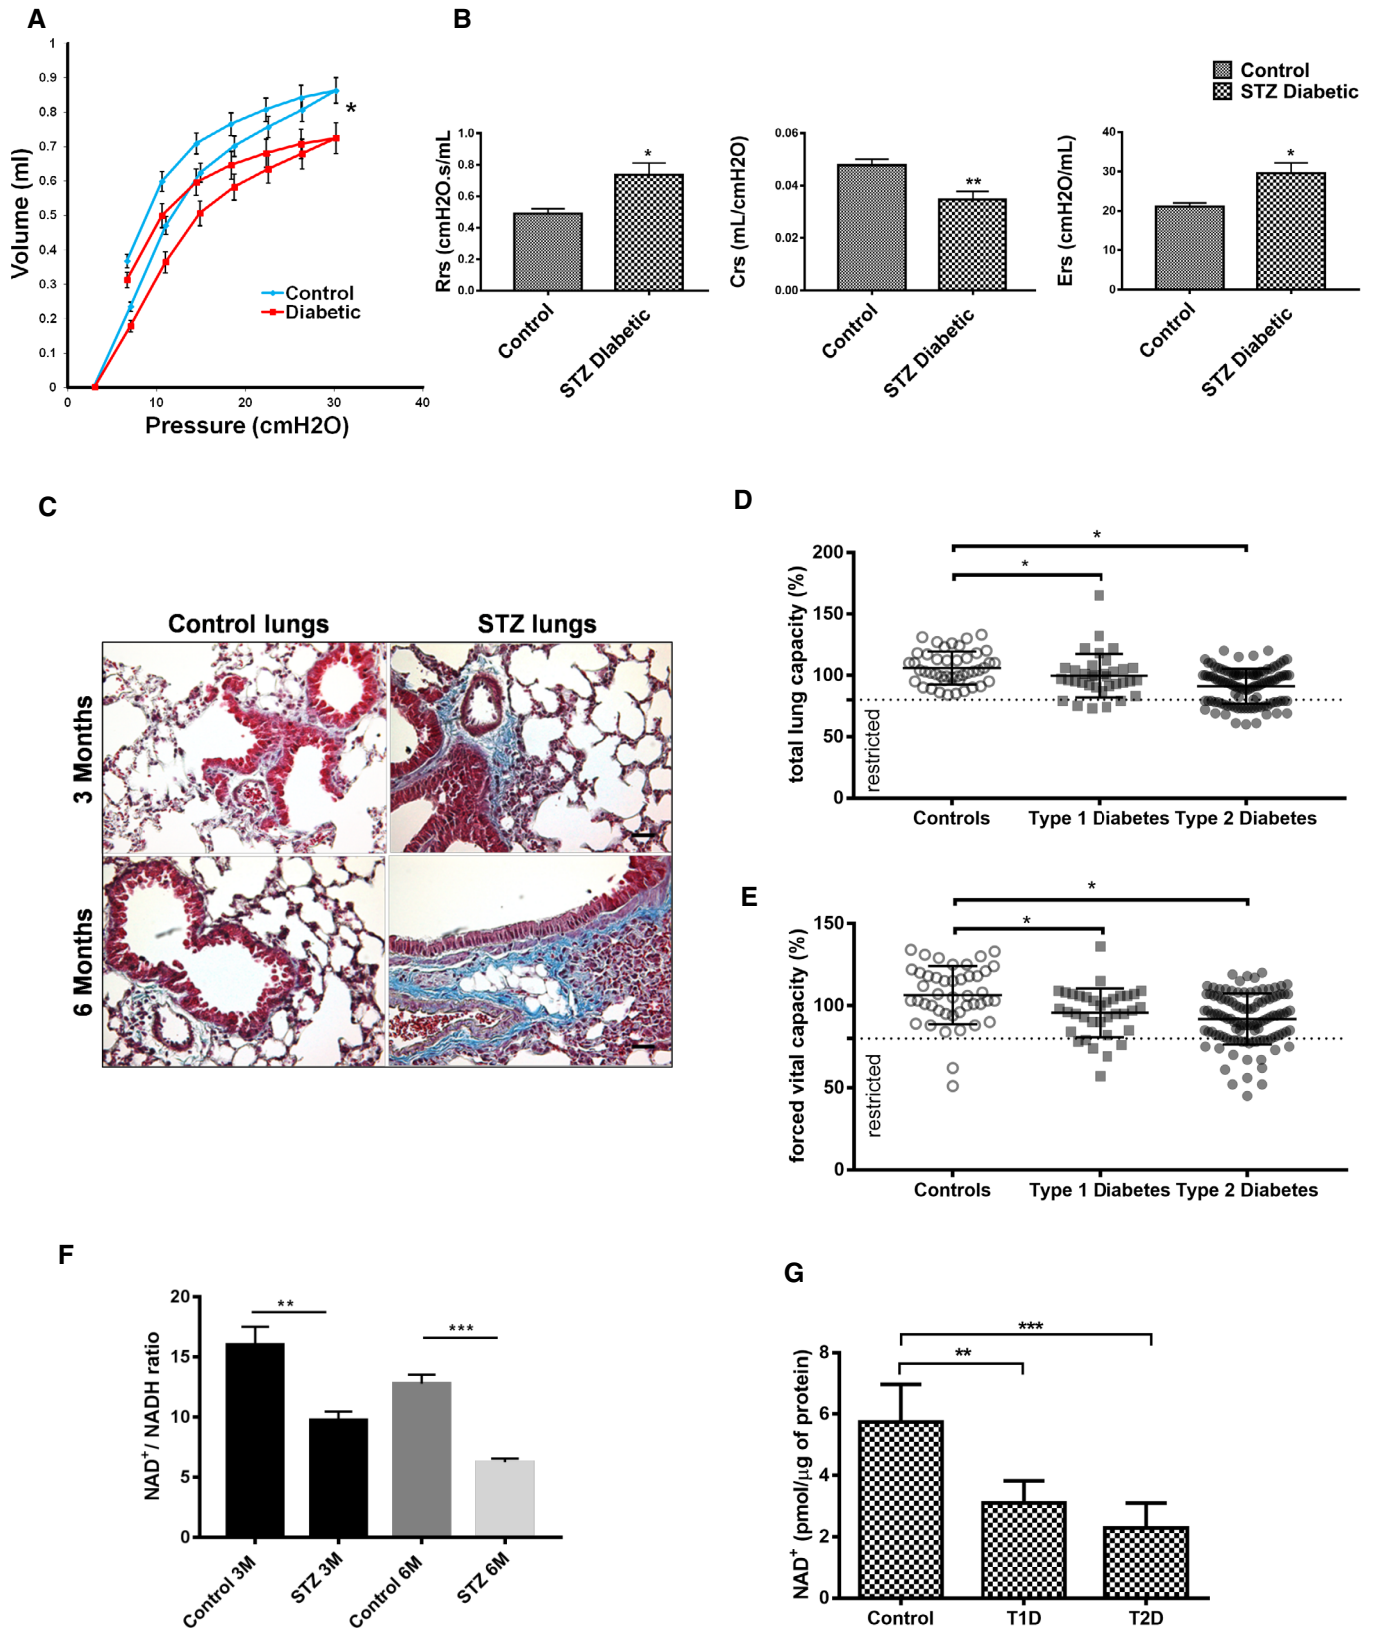 A
Volume (ml)
1
0.9
0.8
0.7
0.6
0.5
0.4
0.3
0.2
0.1
0
0 10 20 30 40
Pressure (cmH2O)
*
Control
Diabetic
B
Control
STZ Diabetic
Rrs (cmH2O.s/mL
1.0
0.8
0.6
0.4
0.2
0.0
*
Control
STZ Diabetic
Crs (mL/cmH2O)
0.06
0.04
0.02
0.00
**
Control
STZ Diabetic
Ers (cmH2O/mL)
40
30
20
10
0
*
Control
STZ Diabetic
C
Control lungs STZ lungs
3 Months
6 Months
D
total lung capacity (%)
200
150
100
50
0
restricted
*
*
Controls Type 1 Diabetes Type 2 Diabetes
E
forced vital capacity (%)
150
100
50
0
restricted
*
*
Controls Type 1 Diabetes Type 2 Diabetes
F
NAD+/ NADH ratio
20
15
10
5
0
**
***
Control 3M
STZ 3M
Control 6M
STZ 6M
G
NAD+ (pmol/µg of protein)
8
6
4
2
0
***
**
Control T1D T2D